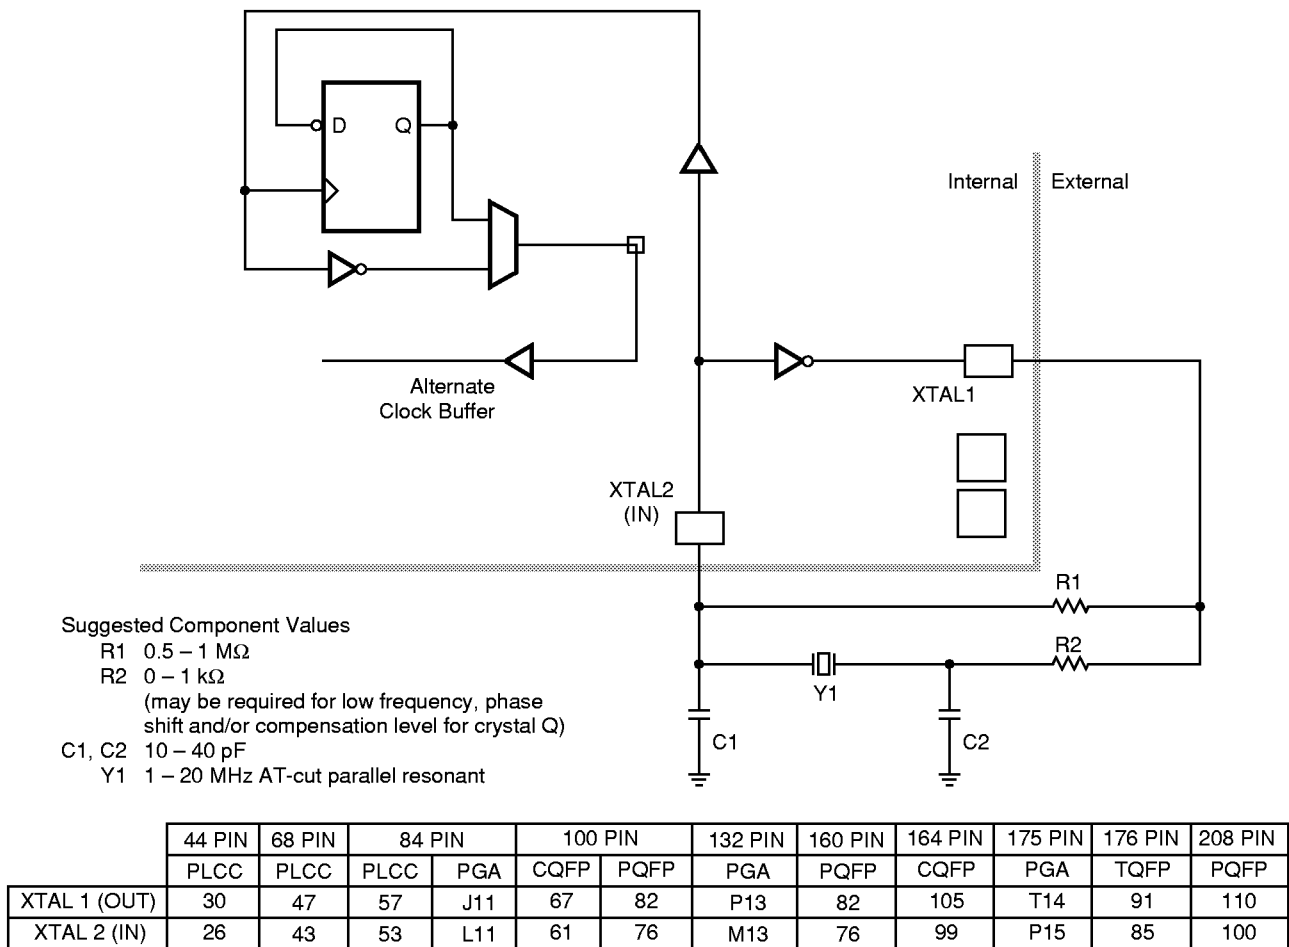 D Q
Internal External
Alternate
Clock Buffer
XTAL1
XTAL2
(IN)
R1
R2
Y1
C1
C2
Suggested Component Values
R1 0.5 – 1 MΩ
R2 0 – 1 kΩ
(may be required for low frequency, phase
shift and/or compensation level for crystal Q)
C1, C2 10 – 40 pF
Y1 1 – 20 MHz AT-cut parallel resonant
44 PIN 68 PIN 84 PIN 100 PIN 132 PIN 160 PIN 164 PIN 175 PIN 176 PIN 208 PIN
PLCC PLCC PLCC PGA CQFP PQFP PGA PQFP CQFP PGA TQFP PQFP
XTAL 1 (OUT) 30 47 57 J11 67 82 P13 82 105 T14 91 110
XTAL 2 (IN) 26 43 53 L11 61 76 M13 76 99 P15 85 100